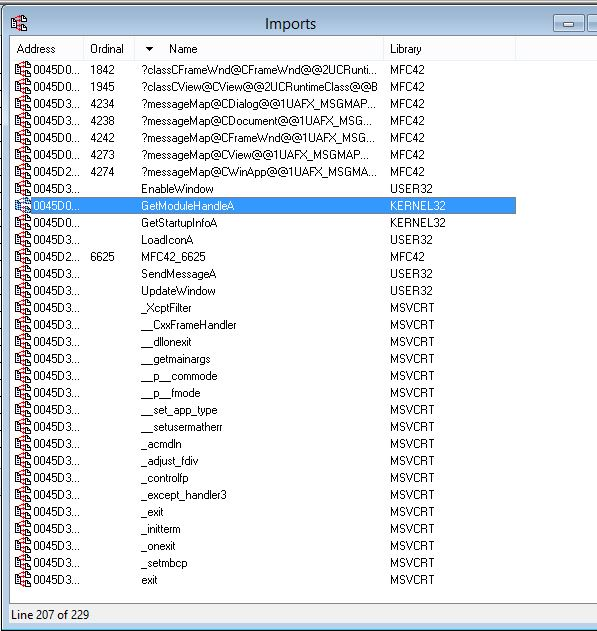 Imports
Address Ordinal Name Library
0045D0... 1842 ?classCFrameWnd@CFrameWnd@@2UCRunti... MFC42
0045D0... 1945 ?classCView@CView@@2UCRuntimeClass@@B MFC42
0045D3... 4234 ?messageMap@CDialog@@1UAFX_MSGMAP... MFC42
0045D0... 4238 ?messageMap@CDocument@@1UAFX_MSG... MFC42
0045D0... 4242 ?messageMap@CFrameWnd@@1UAFX_MSG... MFC42
0045D0... 4273 ?messageMap@CView@@1UAFX_MSGMAP... MFC42
0045D2... 4274 ?messageMap@CWinApp@@1UAFX_MSGMA... MFC42
0045D3... EnableWindow USER32
0045D0... GetModuleHandleA KERNEL32
0045D0... GetStartupInfoA KERNEL32
0045D3... LoadIconA USER32
0045D2... 6625 MFC42_6625 MFC42
0045D3... SendMessageA USER32
0045D3... UpdateWindow USER32
0045D3... _XcptFilter MSVCRT
0045D3... __CxxFrameHandler MSVCRT
0045D3... __dllonexit MSVCRT
0045D3... __getmainargs MSVCRT
0045D3... __p__commode MSVCRT
0045D3... __p__fmode MSVCRT
0045D3... __set_app_type MSVCRT
0045D3... __setusermatherr MSVCRT
0045D3... _acmdln MSVCRT
0045D3... _adjust_fdiv MSVCRT
0045D3... _controlfp MSVCRT
0045D3... _except_handler3 MSVCRT
0045D3... _exit MSVCRT
0045D3... _initterm MSVCRT
0045D3... _onexit MSVCRT
0045D3... _setmbcp MSVCRT
0045D3... exit MSVCRT
Line 207 of 229